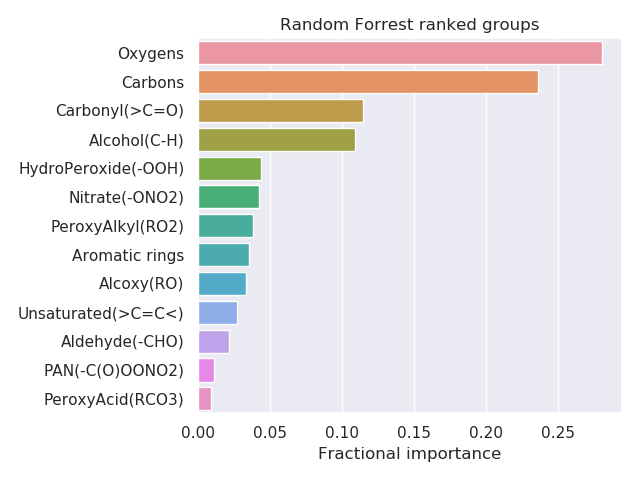 Random Forrest ranked groups
Oxygens
Carbons
Carbonyl(>C=O)
Alcohol(C-H)
HydroPeroxide(-OOH)
Nitrate(-ONO2)
PeroxyAlkyl(RO2)
Aromatic rings
Alcoxy(RO)
Unsaturated(>C=C<)
Aldehyde(-CHO)
PAN(-C(O)OONO2)
PeroxyAcid(RCO3)
0.00 0.05 0.10 0.15 0.20 0.25
Fractional importance